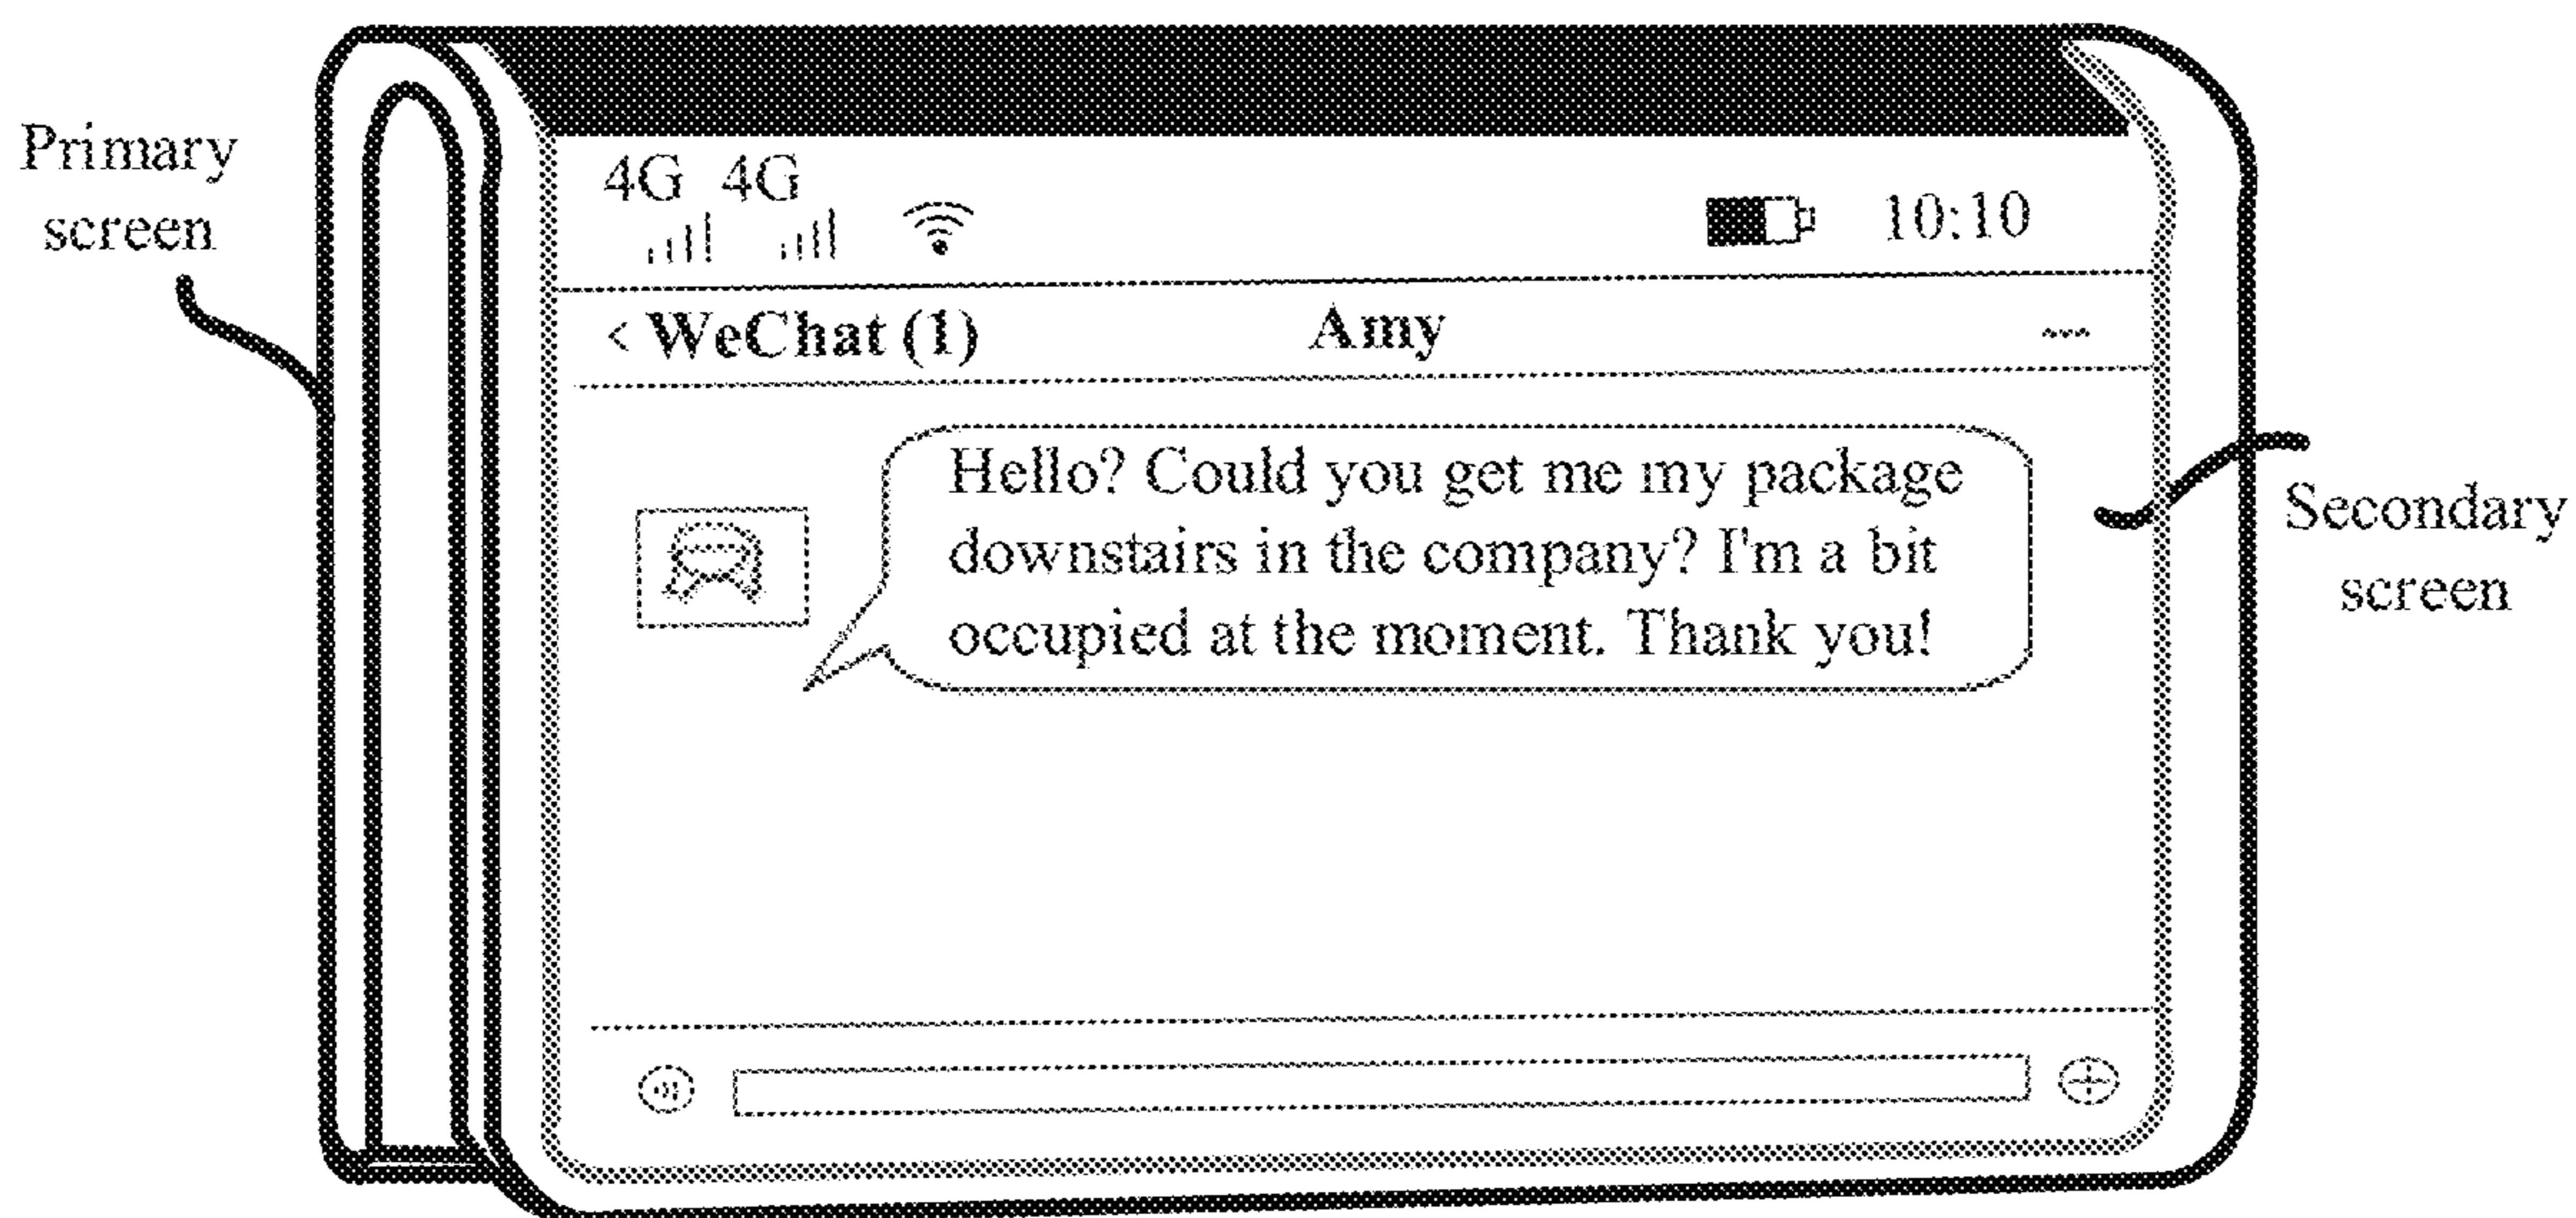 Primary
screen
4G 4G
10:10
< WeChat (1) Amy ---
Hello? Could you get me my package
downstairs in the company? I'm a bit
occupied at the moment. Thank you!
Secondary
screen